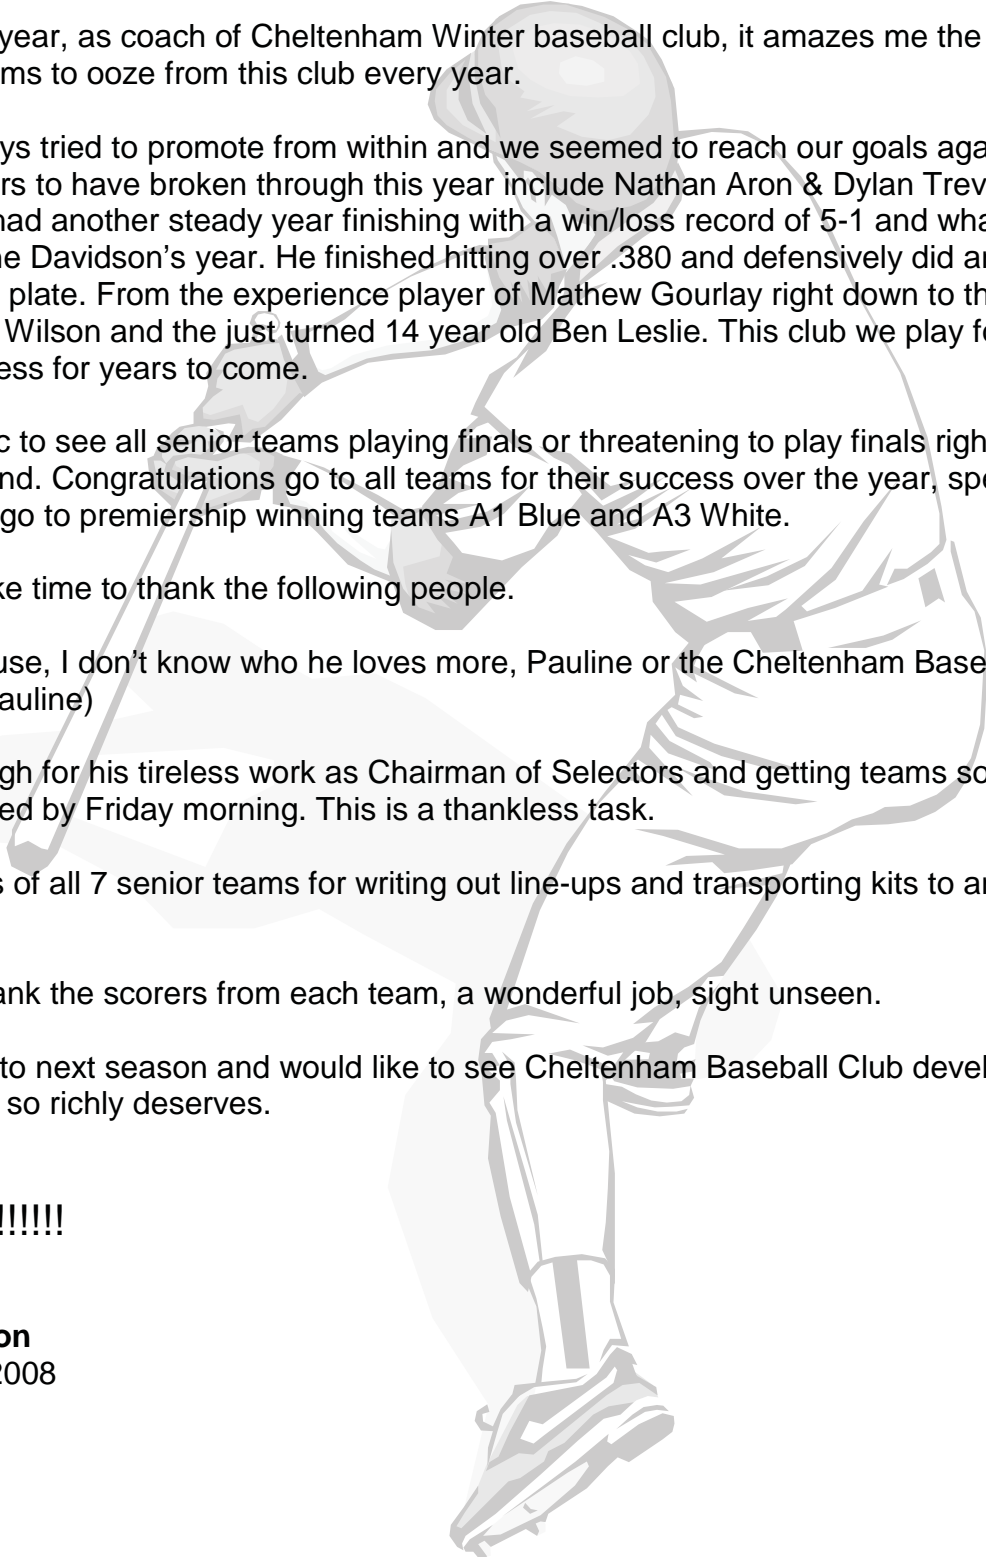 year, as coach of Cheltenham Winter baseball club, it amazes me the
ms to ooze from this club every year.
ys tried to promote from within and we seemed to reach our goals aga
rs to have broken through this year include Nathan Aron & Dylan Trev
had another steady year finishing with a win/loss record of 5-1 and wha
ne Davidson’s year. He finished hitting over .380 and defensively did an
plate. From the experience player of Mathew Gourlay right down to th
Wilson and the just turned 14 year old Ben Leslie. This club we play fo
ess for years to come.
c to see all senior teams playing finals or threatening to play finals righ
nd. Congratulations go to all teams for their success over the year, spe
go to premiership winning teams A1 Blue and A3 White.
ke time to thank the following people.
use, I don’t know who he loves more, Pauline or the Cheltenham Base
auline)
gh for his tireless work as Chairman of Selectors and getting teams so
ed by Friday morning. This is a thankless task.
s of all 7 senior teams for writing out line-ups and transporting kits to an
ank the scorers from each team, a wonderful job, sight unseen.
to next season and would like to see Cheltenham Baseball Club devel
so richly deserves.
!!!!!!!
on
2008